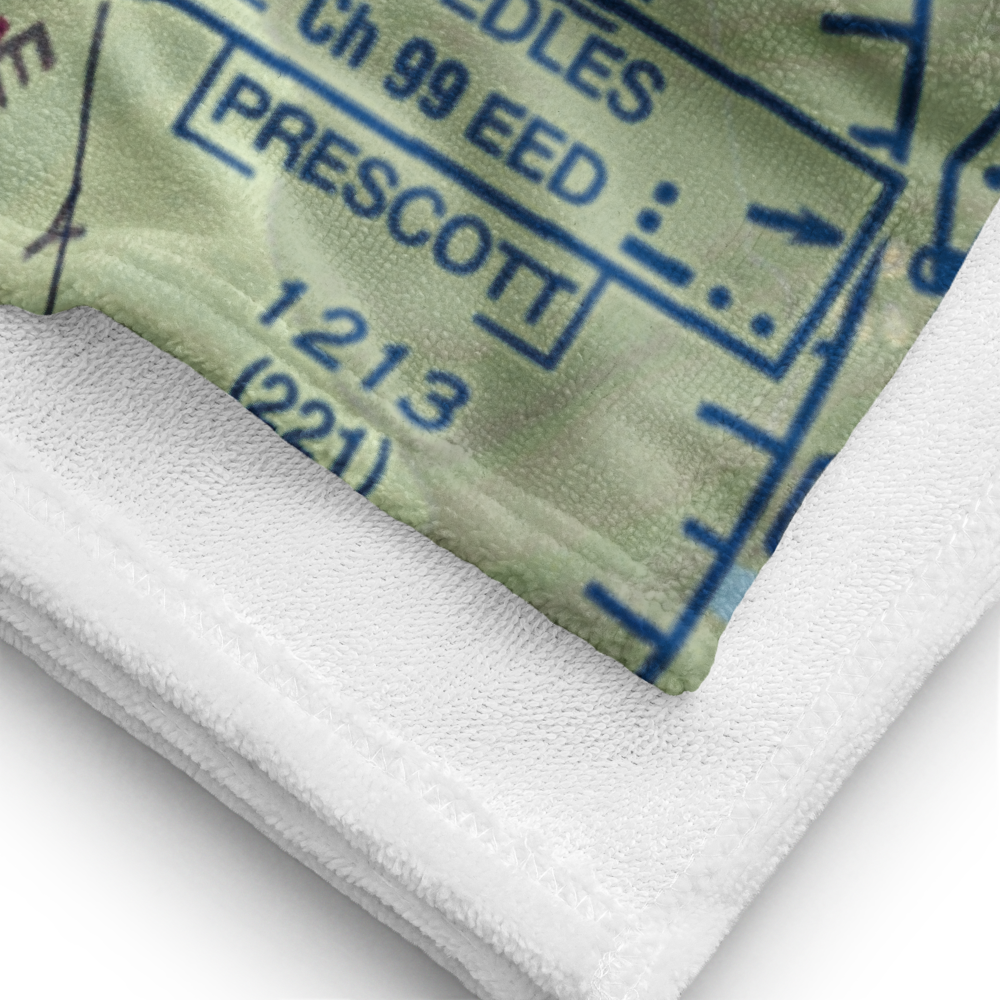 EDLES
Ch 99 EED
PRESCOTT
1213
(221)